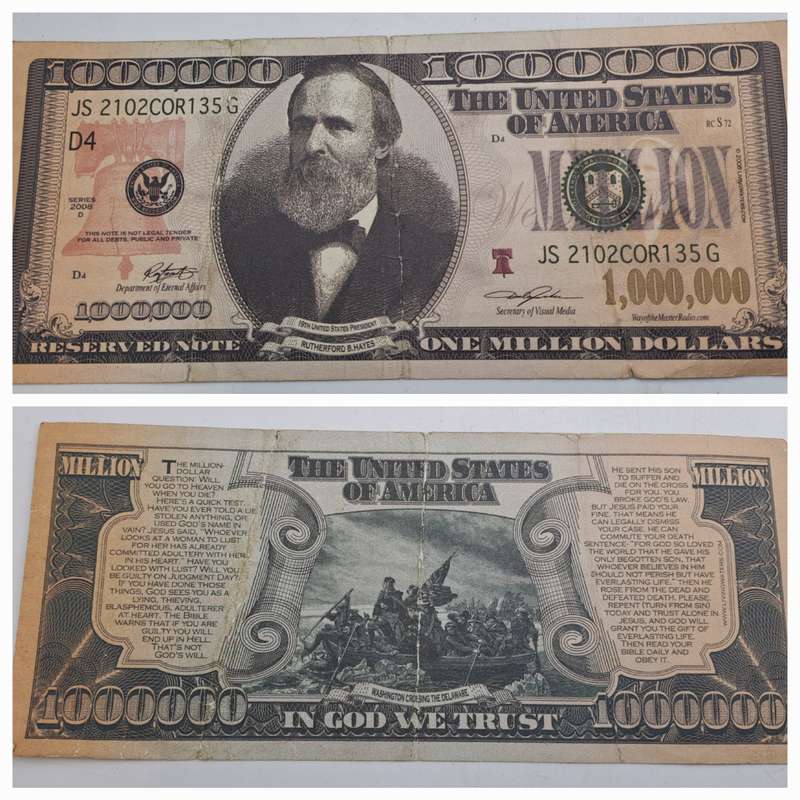 1000000
1000000
JS 2102COR135 G
THE UNITED STATES
OF AMERICA
D4
D4
RC S 72
MILLION
© 2008 LivingWaters.com
SERIES
2008
D
THIS NOTE IS NOT LEGAL TENDER
FOR ALL DEBTS, PUBLIC AND PRIVATE
JS 2102COR135 G
D4
Department of Eternal Affairs
1,000,000
Secretary of Visual Media
1,000,000
WayoftheMasterRadio.com
19TH UNITED STATES PRESIDENT
RUTHERFORD B. HAYES
RESERVED NOTE
ONE MILLION DOLLARS
MILLION
THE UNITED STATES
OF AMERICA
MILLION
THE MILLION-
DOLLAR
QUESTION: WILL
YOU GO TO HEAVEN
WHEN YOU DIE?
HERE'S A QUICK TEST.
HAVE YOU EVER TOLD A LIE,
STOLEN ANYTHING, OR
USED GOD'S NAME IN
VAIN? JESUS SAID, "WHOEVER
LOOKS AT A WOMAN TO LUST
FOR HER HAS ALREADY
COMMITTED ADULTERY WITH HER
IN HIS HEART." HAVE YOU
LOOKED WITH LUST? WILL YOU
BE GUILTY ON JUDGMENT DAY?
IF YOU HAVE DONE THOSE
THINGS, GOD SEES YOU AS A
LYING, THIEVING,
BLASPHEMOUS, ADULTERER
AT HEART. THE BIBLE
WARNS THAT IF YOU ARE
GUILTY YOU WILL
END UP IN HELL.
THAT'S NOT
GOD'S WILL.
HE SENT HIS SON
TO SUFFER AND
DIE ON THE CROSS
FOR YOU. YOU
BROKE GOD'S LAW,
BUT JESUS PAID YOUR
FINE. THAT MEANS HE
CAN LEGALLY DISMISS
YOUR CASE. HE CAN
COMMUTE YOUR DEATH
SENTENCE: "FOR GOD SO LOVED
THE WORLD THAT HE GAVE HIS
ONLY BEGOTTEN SON, THAT
WHOEVER BELIEVES IN HIM
SHOULD NOT PERISH BUT HAVE
EVERLASTING LIFE." THEN HE
ROSE FROM THE DEAD AND
DEFEATED DEATH. PLEASE,
REPENT (TURN FROM SIN)
TODAY AND TRUST ALONE IN
JESUS, AND GOD WILL
GRANT YOU THE GIFT OF
EVERLASTING LIFE.
THEN READ YOUR
BIBLE DAILY AND
OBEY IT.
WWW.LIVINGWATERS.COM
WASHINGTON CROSSING THE DELAWARE
1000000
IN GOD WE TRUST
1000000